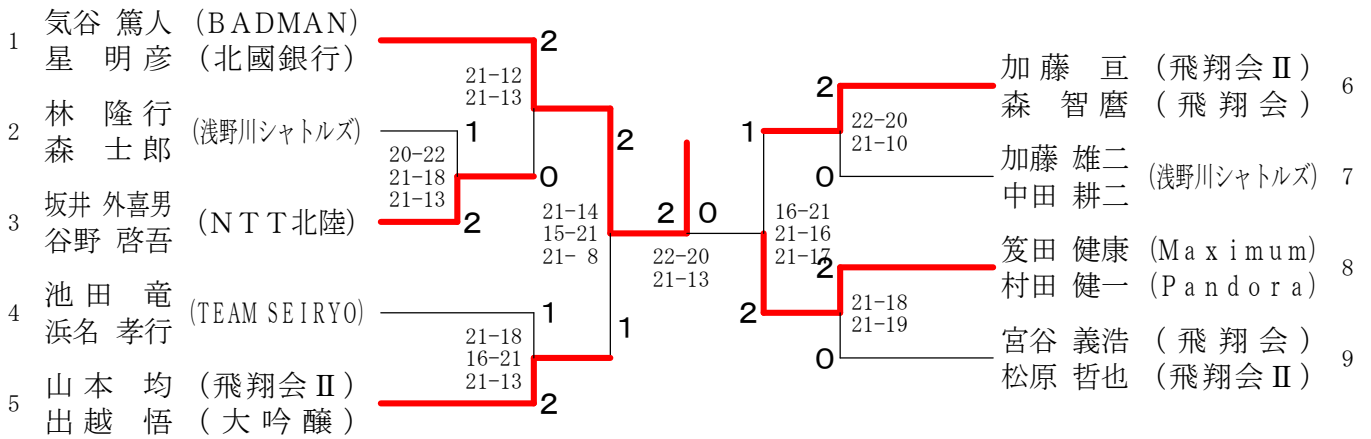 1
気谷 篤人 (BADMAN)
星 明彦 (北國銀行)
2
林 隆行
森 士郎
(浅野川シャトルズ)
3
坂井 外喜男
谷野 啓吾
(NTT北陸)
4
池田 竜
浜名 孝行
(TEAM SEIRYO)
5
山本 均 (飛翔会Ⅱ)
出越 悟 (大吟醸)
2
21-12
21-13
1
20-22
21-18
21-13
0
2
2
21-14
15-21
21- 8
1
21-18
16-21
21-13
1
2
2 0
22-20
21-13
1
16-21
21-16
21-17
2
2
22-20
21-10
0
2
21-18
21-19
0
加藤 亘 (飛翔会Ⅱ)
森 智麿 (飛翔会)
6
加藤 雄二
中田 耕二
(浅野川シャトルズ)
7
笈田 健康 (Maximum)
村田 健一 (Pandora)
8
宮谷 義浩 (飛翔会)
松原 哲也 (飛翔会Ⅱ)
9